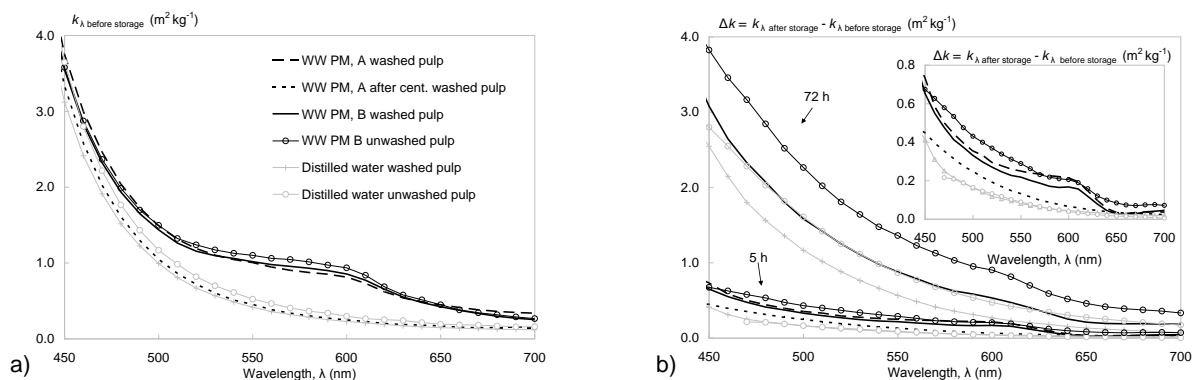 kλ before storage (m² kg⁻¹)
4.0
3.0
2.0
1.0
0.0
450 500 550 600 650 700
Wavelength, λ (nm)
WW PM, A washed pulp
WW PM, A after cent. washed pulp
WW PM, B washed pulp
WW PM B unwashed pulp
Distilled water washed pulp
Distilled water unwashed pulp
a)
Δk = kλ after storage - kλ before storage (m² kg⁻¹)
4.0
3.0
2.0
1.0
0.0
450 500 550 600 650 700
Wavelength, λ (nm)
72 h
5 h
Δk = kλ after storage - kλ before storage (m² kg⁻¹)
0.8
0.6
0.4
0.2
0.0
450 500 550 600 650 700
Wavelength, λ (nm)
b)